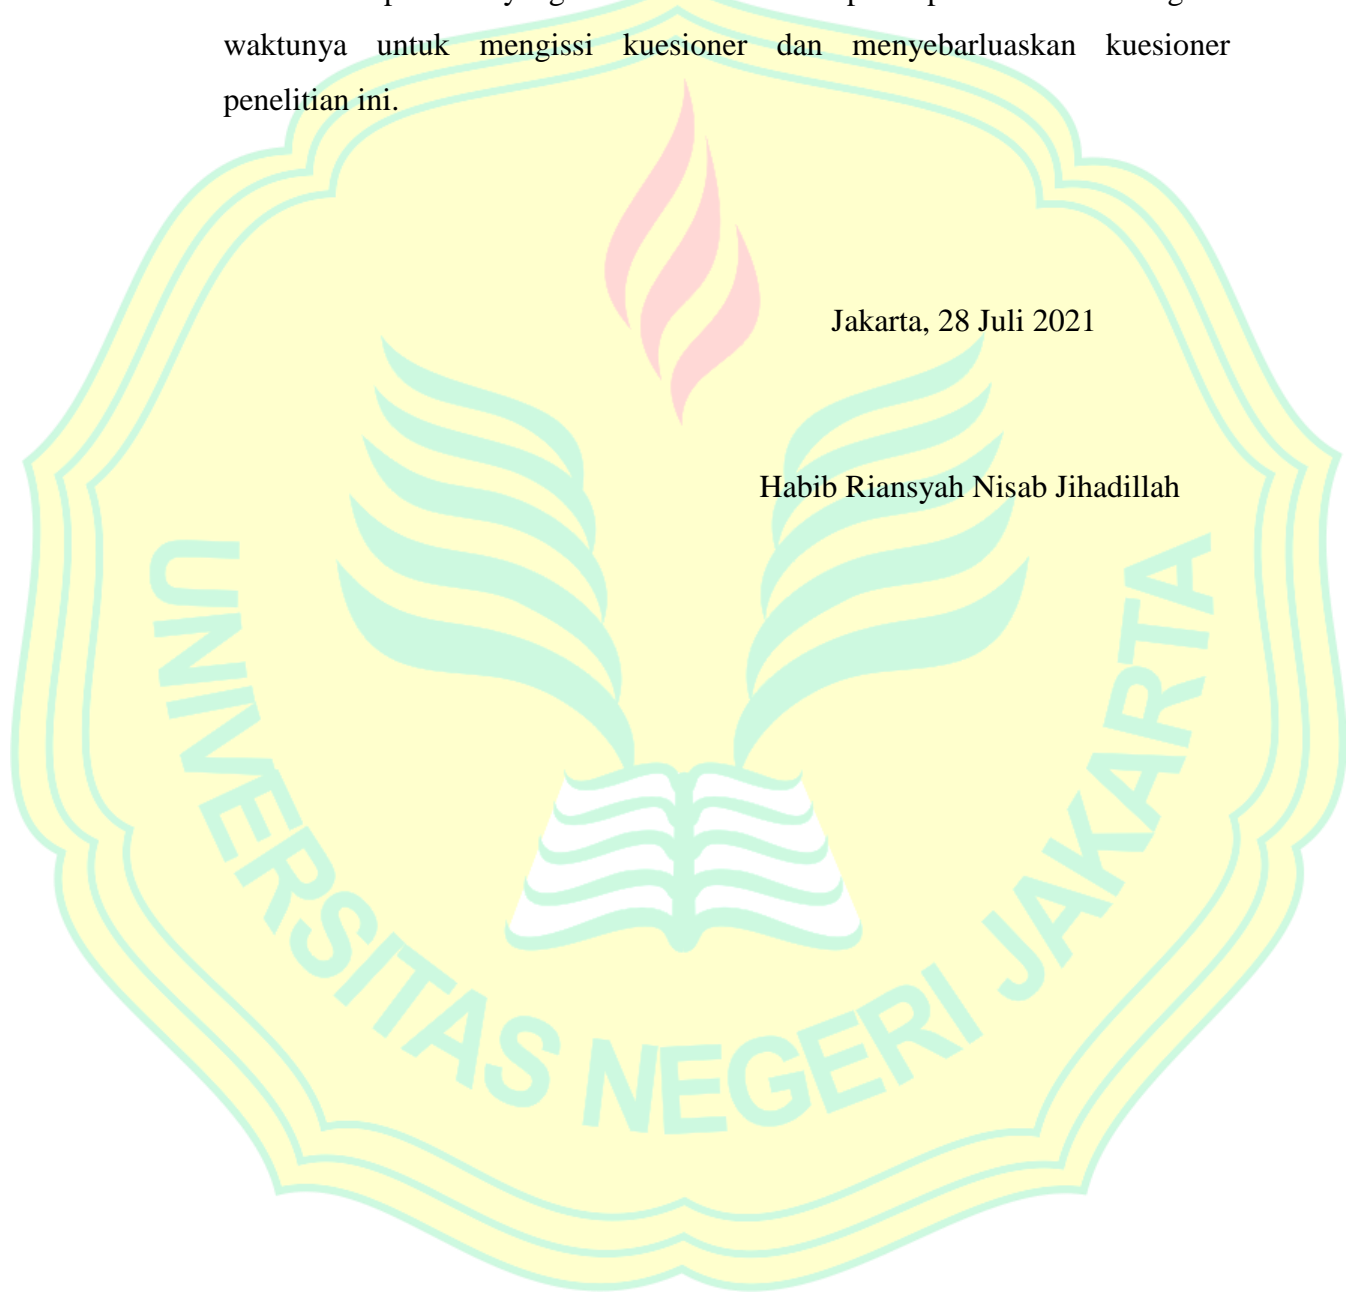 waktunya untuk mengissi kuesioner dan menyebarluaskan kuesioner
penelitian ini.
Jakarta, 28 Juli 2021
Habib Riansyah Nisab Jihadillah
UNIVERSITAS NEGERI JAKARTA